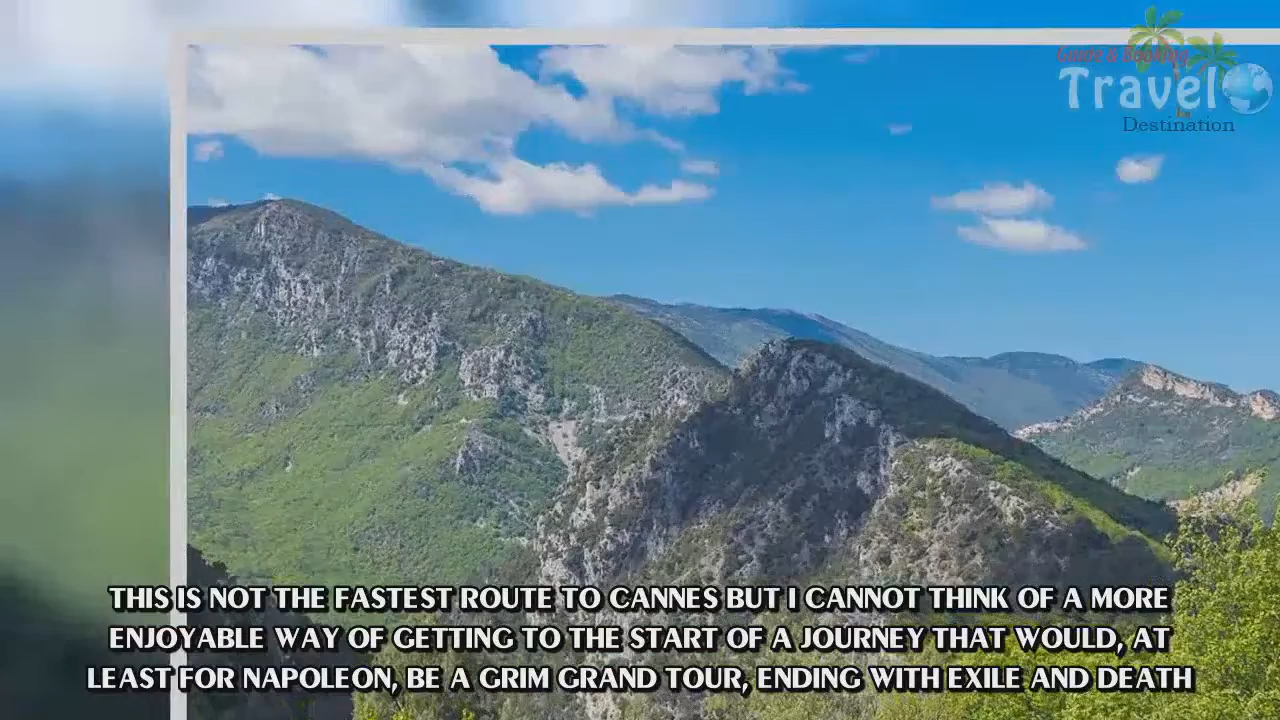 Guide & Booking
Travel
Destination
THIS IS NOT THE FASTEST ROUTE TO CANNES BUT I CANNOT THINK OF A MORE
ENJOYABLE WAY OF GETTING TO THE START OF A JOURNEY THAT WOULD, AT
LEAST FOR NAPOLEON, BE A GRIM GRAND TOUR, ENDING WITH EXILE AND DEATH